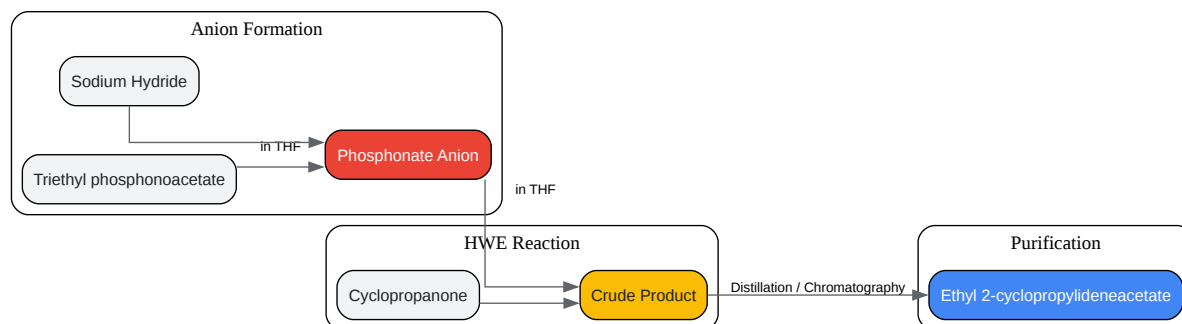 Anion Formation
Sodium Hydride
in THF
Triethyl phosphonoacetate
Phosphonate Anion
in THF
HWE Reaction
Cyclopropanone
Crude Product
Distillation / Chromatography
Purification
Ethyl 2-cyclopropylideneacetate